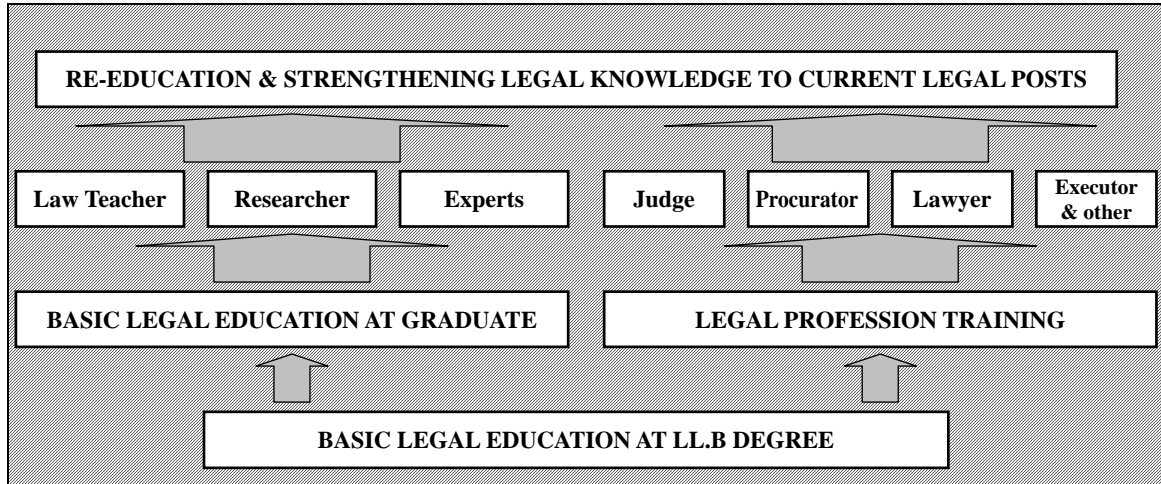 RE-EDUCATION & STRENGTHENING LEGAL KNOWLEDGE TO CURRENT LEGAL POSTS
Law Teacher
Researcher
Experts
Judge
Procurator
Lawyer
Executor
& other
BASIC LEGAL EDUCATION AT GRADUATE
LEGAL PROFESSION TRAINING
BASIC LEGAL EDUCATION AT LL.B DEGREE